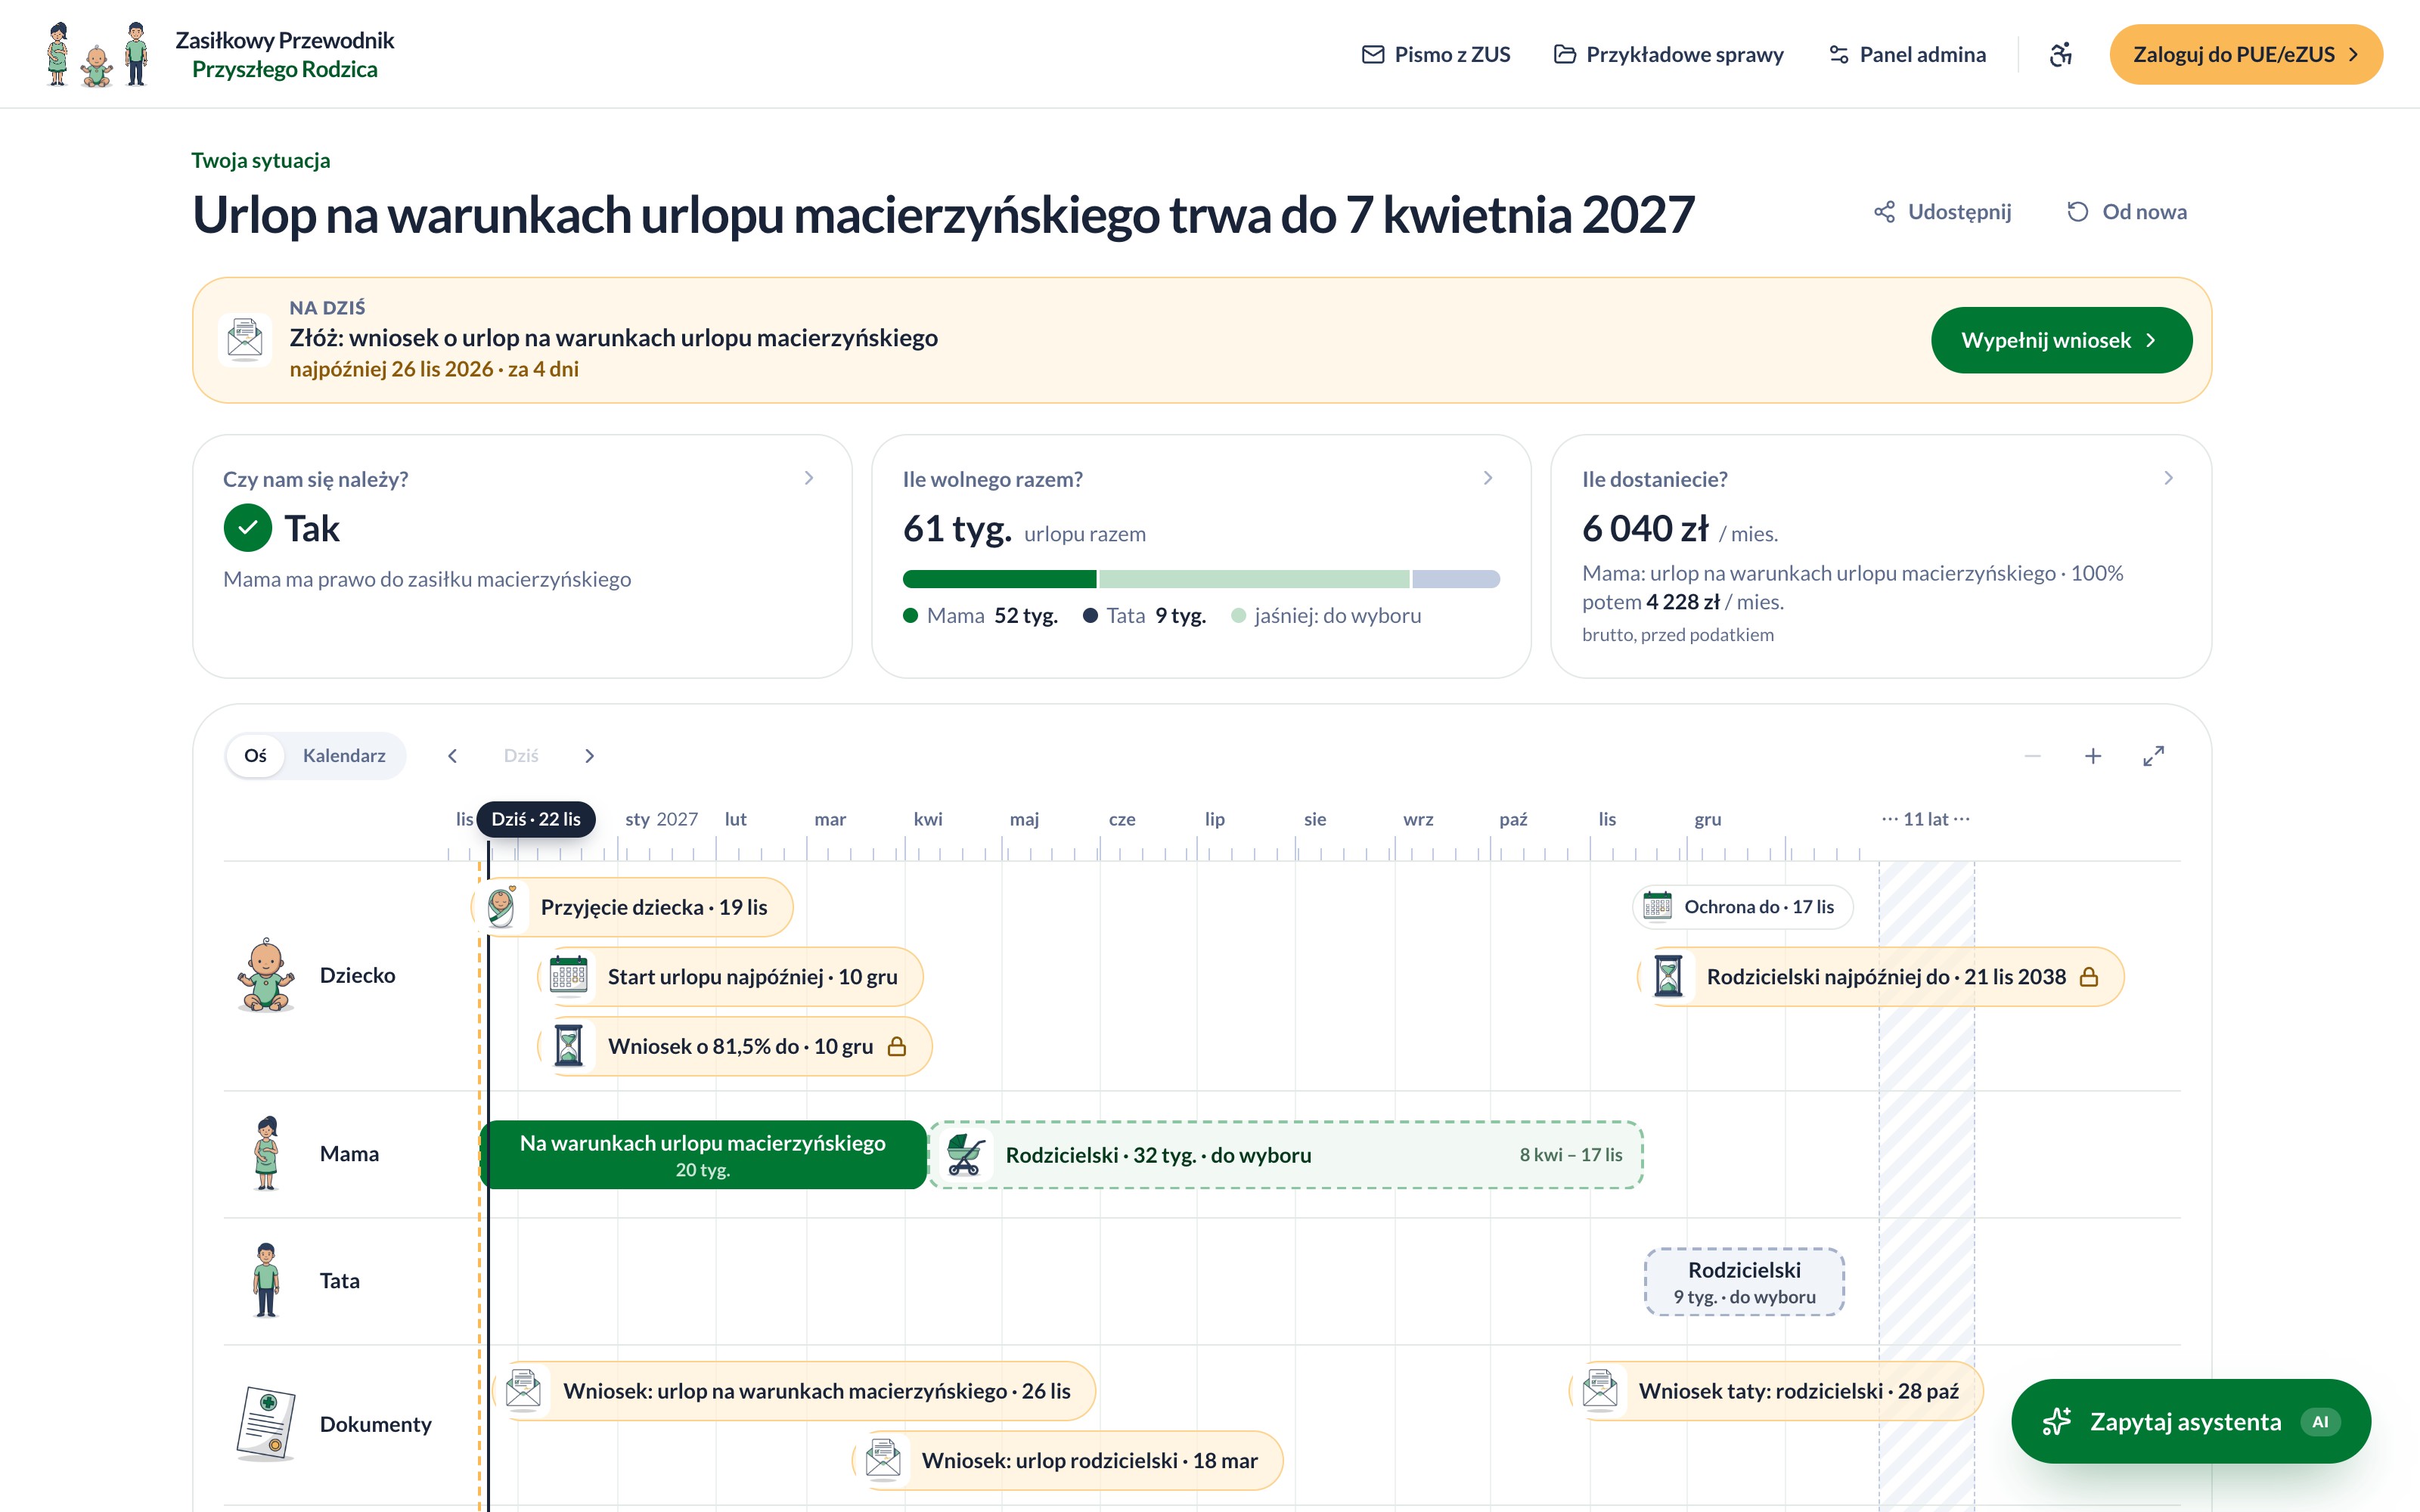 Zasiłkowy Przewodnik
Przyszłego Rodzica
Pismo z ZUS
Przykładowe sprawy
Panel admina
Zaloguj do PUE/eZUS
Twoja sytuacja
Urlop na warunkach urlopu macierzyńskiego trwa do 7 kwietnia 2027
Udostępnij
Od nowa
NA DZIŚ
Złóż: wniosek o urlop na warunkach urlopu macierzyńskiego
najpóźniej 26 lis 2026 · za 4 dni
Wypełnij wniosek
Czy nam się należy?
Tak
Mama ma prawo do zasiłku macierzyńskiego
Ile wolnego razem?
61 tyg. urlopu razem
Mama 52 tyg. Tata 9 tyg. jaśniej: do wyboru
Ile dostaniecie?
6 040 zł / mies.
Mama: urlop na warunkach urlopu macierzyńskiego · 100%
potem 4 228 zł / mies.
brutto, przed podatkiem
Oś Kalendarz Dziś
lis Dziś · 22 lis sty 2027 lut mar kwi maj cze lip sie wrz paź lis gru ··· 11 lat ···
Dziecko
Przyjęcie dziecka · 19 lis
Ochrona do · 17 lis
Start urlopu najpóźniej · 10 gru
Rodzicielski najpóźniej do · 21 lis 2038
Wniosek o 81,5% do · 10 gru
Mama
Na warunkach urlopu macierzyńskiego
20 tyg.
Rodzicielski · 32 tyg. · do wyboru
8 kwi – 17 lis
Tata
Rodzicielski
9 tyg. · do wyboru
Dokumenty
Wniosek: urlop na warunkach macierzyńskiego · 26 lis
Wniosek taty: rodzicielski · 28 paź
Wniosek: urlop rodzicielski · 18 mar
Zapytaj asystenta AI